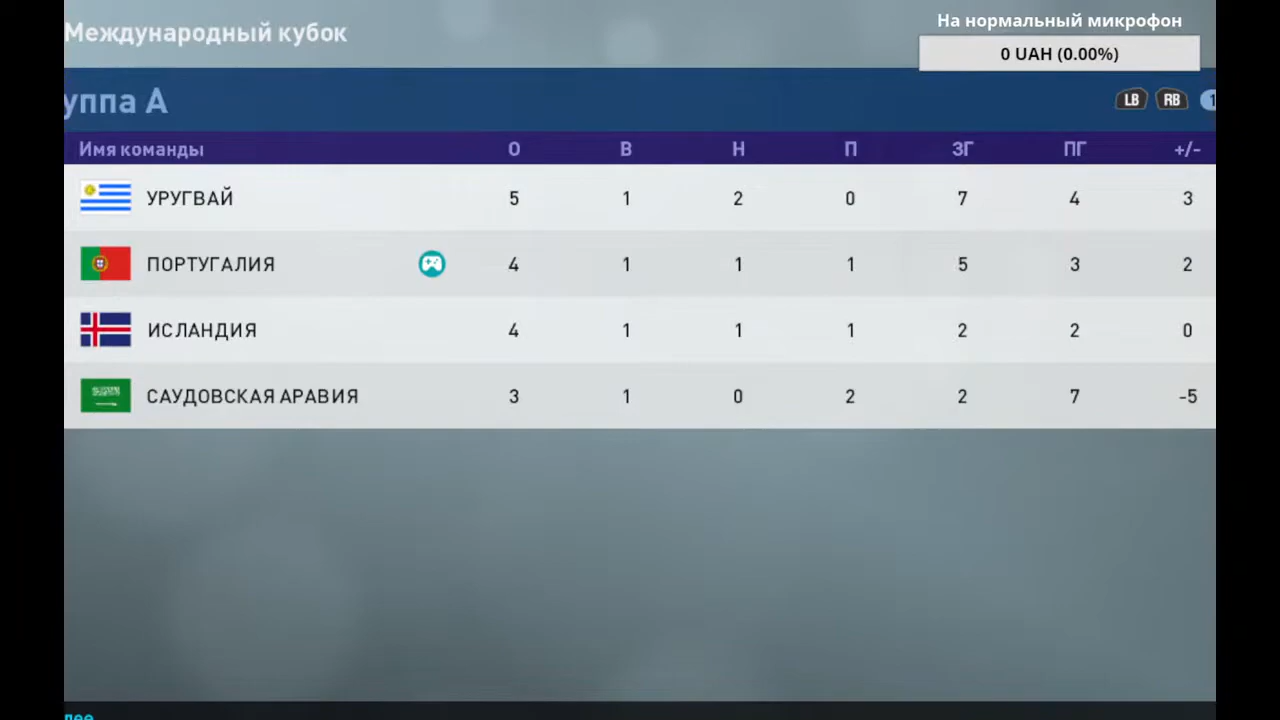 Международный кубок
На нормальный микрофон
0 UAH (0.00%)
уппа А
LB RB 1
Имя команды О В Н П ЗГ ПГ +/-
УРУГВАЙ 5 1 2 0 7 4 3
ПОРТУГАЛИЯ 4 1 1 1 5 3 2
ИСЛАНДИЯ 4 1 1 1 2 2 0
САУДОВСКАЯ АРАВИЯ 3 1 0 2 2 7 -5
лее